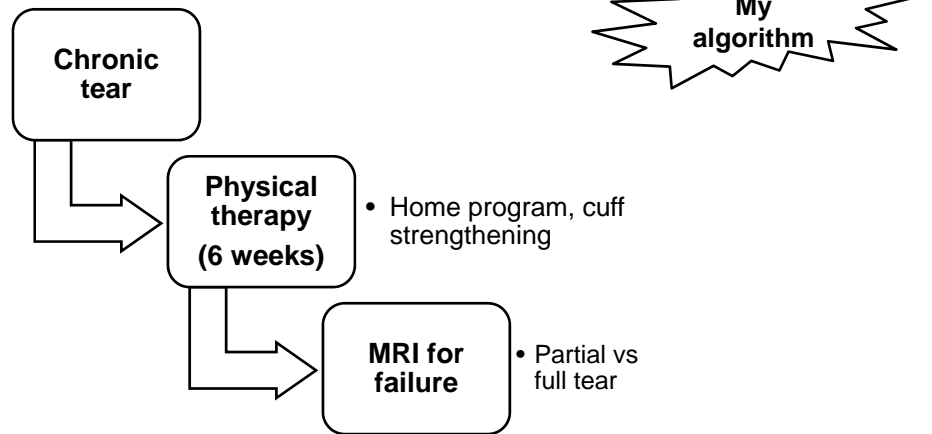 My
algorithm
Chronic
tear
Physical
therapy
(6 weeks)
• Home program, cuff
strengthening
MRI for
failure
• Partial vs
full tear